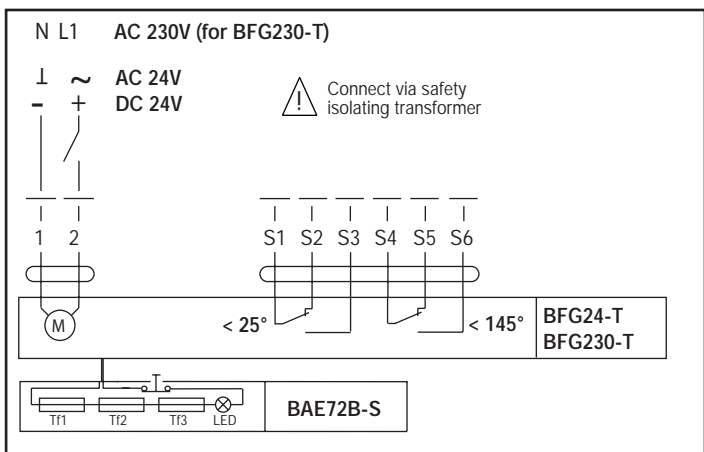 N L1 AC 230V (for BFG230-T)
⊥ ~ AC 24V
- + DC 24V
! Connect via safety
isolating transformer
1 2 S1 S2 S3 S4 S5 S6
M < 25° < 145° BFG24-T
BFG230-T
Tf1 Tf2 Tf3 LED BAE72B-S